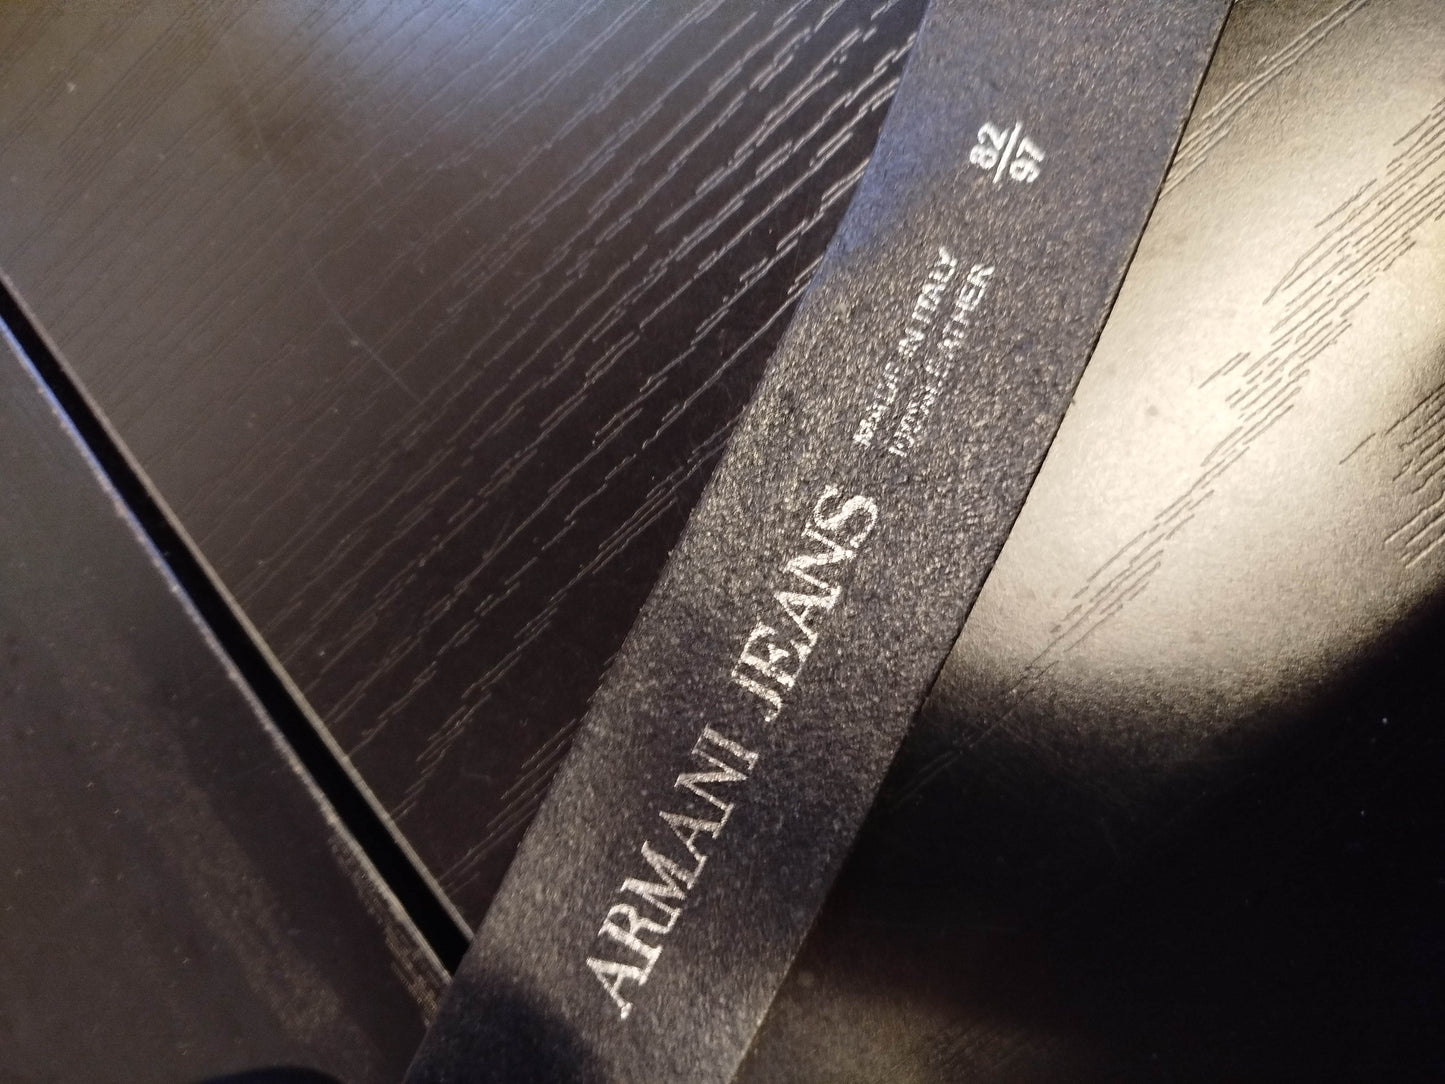 ARMANI JEANS
MADE IN ITALY
100% LEATHER
82
97